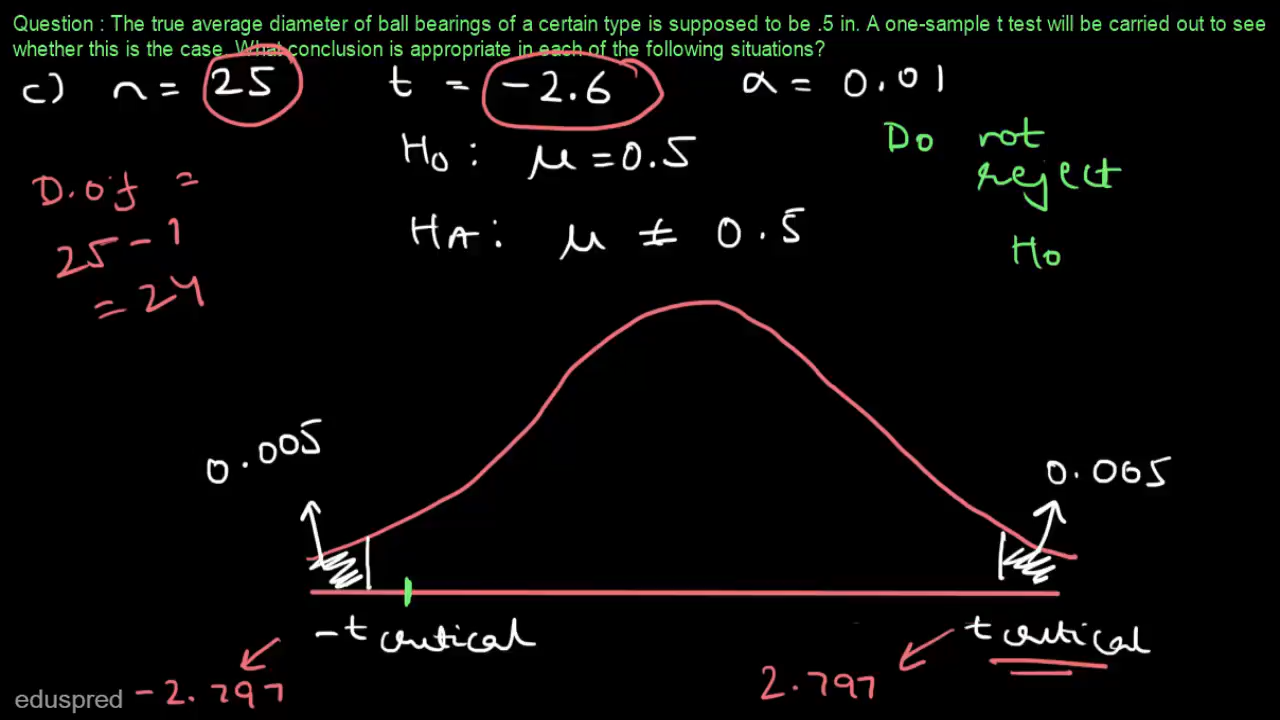 Question : The true average diameter of ball bearings of a certain type is supposed to be .5 in. A one-sample t test will be carried out to see
whether this is the case. What conclusion is appropriate in each of the following situations?
c) n = 25 t = -2.6 α = 0.01
Do not
reject
H0
H0 : μ = 0.5
HA : μ ≠ 0.5
D.of =
25 - 1
= 24
0.005
0.005
-t critical
t critical
-2.797
2.797
eduspred